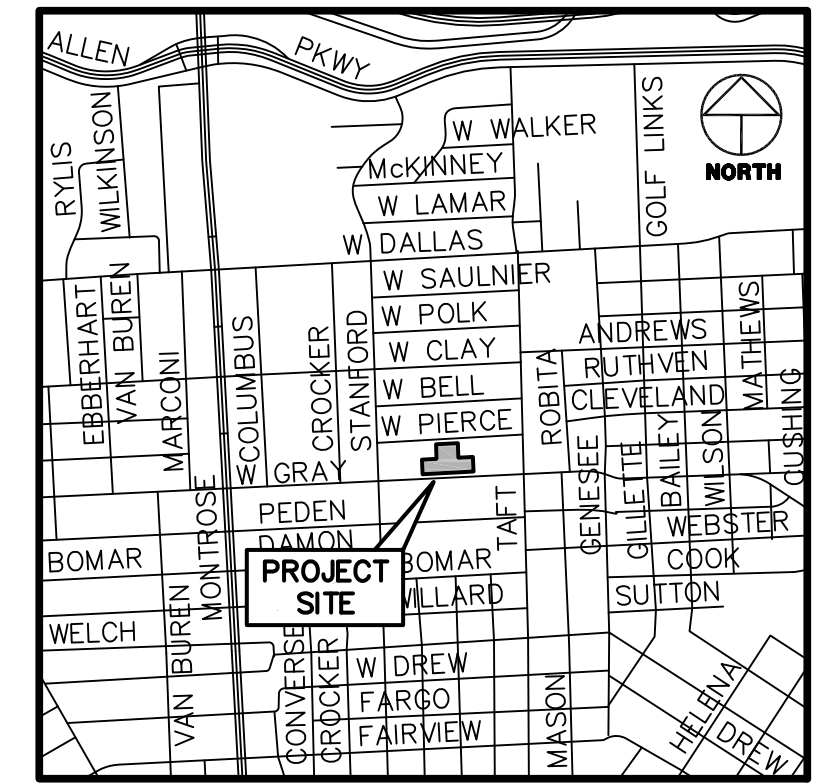 ALLEN
PKWY
RYLIS
WILKINSON
W WALKER
GOLF LINKS
NORTH
McKINNEY
W LAMAR
W DALLAS
W SAULNIER
EBBERHART
VAN BUREN
MARCONI
COLUMBUS
CROCKER
STANFORD
W POLK
W CLAY
W BELL
W PIERCE
ROBITA
ANDREWS
RUTHVEN
CLEVELAND
MATHEWS
CUSHING
W GRAY
MONTROSE
PEDEN
DAMON
TAFT
GENESEE
GILLETTE
BAILEY
WILSON
WEBSTER
COOK
SUTTON
BOMAR
PROJECT
SITE
BOMAR
WILLARD
WELCH
VAN BUREN
CONVERSE
CROCKER
W DREW
FARGO
FAIRVIEW
MASON
HELENA
DREW